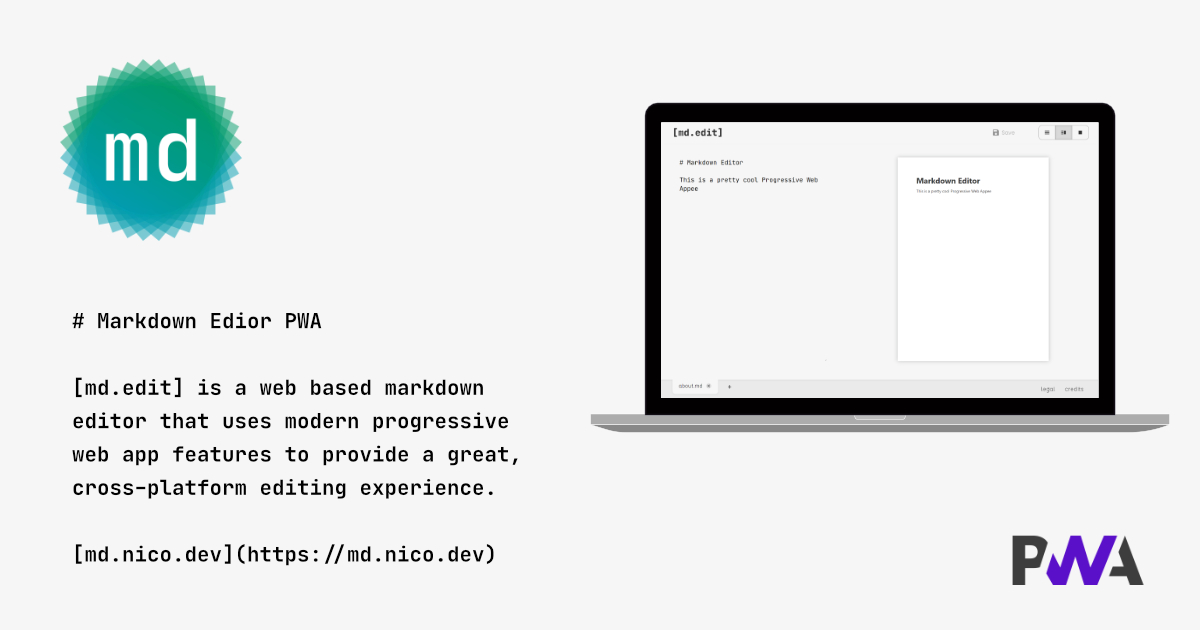 md
# Markdown Edior PWA
[md.edit] is a web based markdown
editor that uses modern progressive
web app features to provide a great,
cross-platform editing experience.
[md.nico.dev](https://md.nico.dev)
[md.edit]
Save
# Markdown Editor
This is a pretty cool Progressive Web
Appee
Markdown Editor
This is a pretty cool Progressive Web Appee
about.md
+
legal credits
PWA